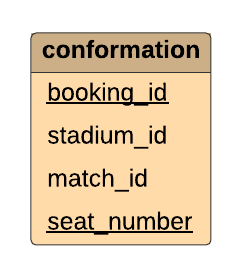 conformation
booking_id
stadium_id
match_id
seat_number